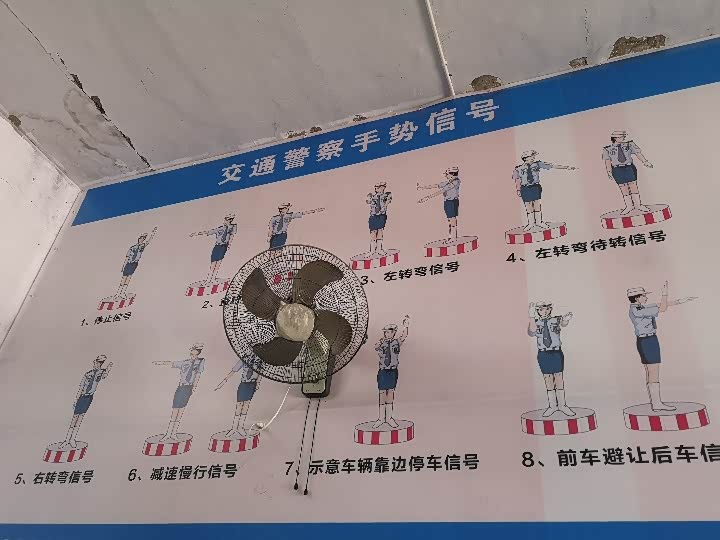 交通警察手势信号
1、停止信号
2、
3、左转弯信号
4、左转弯待转信号
5、右转弯信号
6、减速慢行信号
7、示意车辆靠边停车信号
8、前车避让后车信